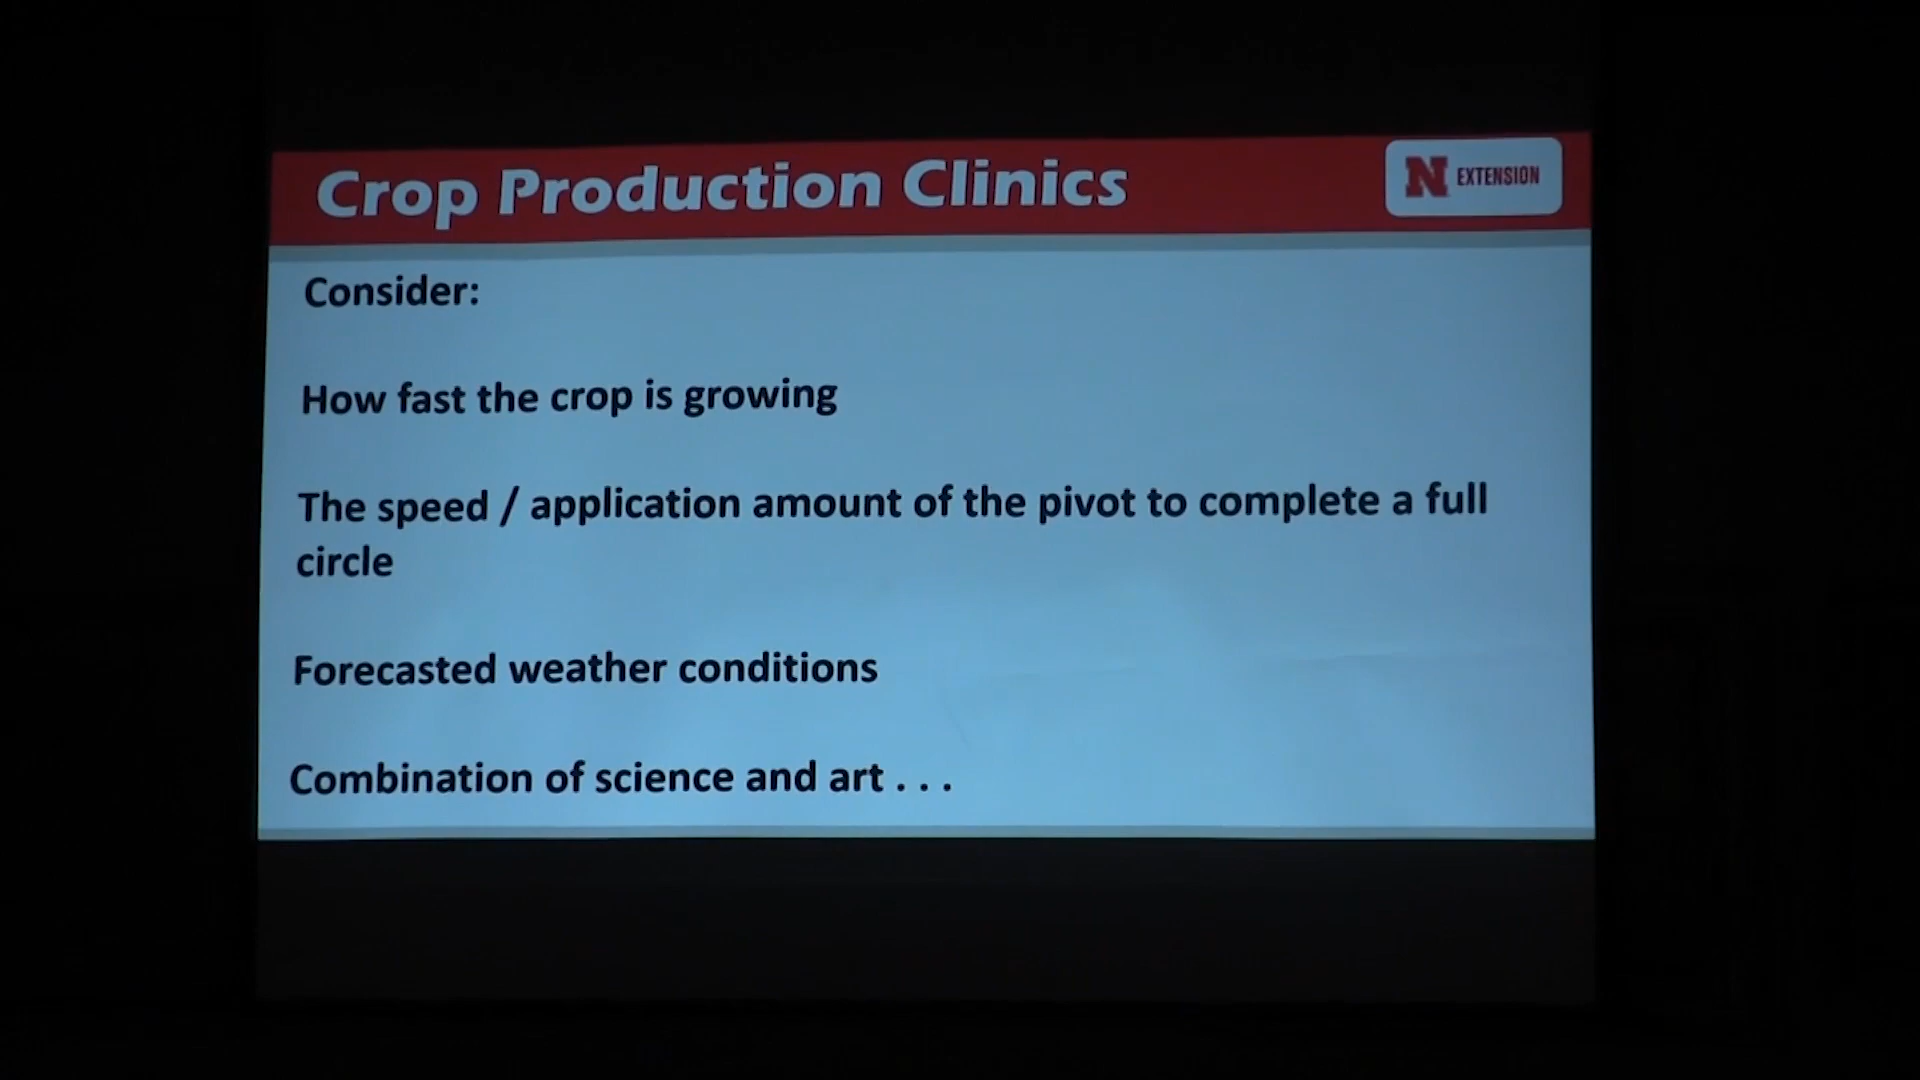 Crop Production Clinics
N EXTENSION
Consider:
How fast the crop is growing
The speed / application amount of the pivot to complete a full
circle
Forecasted weather conditions
Combination of science and art . . .